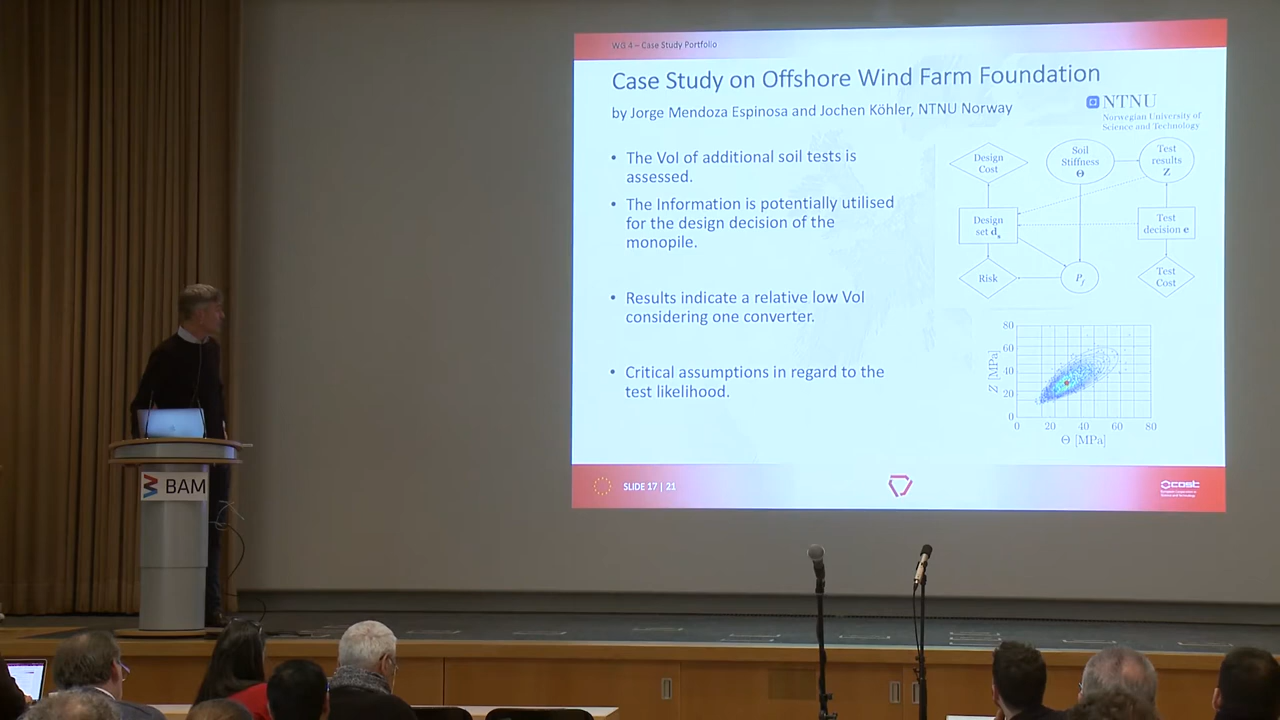 WG 4 – Case Study Portfolio
Case Study on Offshore Wind Farm Foundation
by Jorge Mendoza Espinosa and Jochen Köhler, NTNU Norway
NTNU
Norwegian University of
Science and Technology
• The VoI of additional soil tests is
assessed.
• The Information is potentially utilised
for the design decision of the
monopile.
• Results indicate a relative low VoI
considering one converter.
• Critical assumptions in regard to the
test likelihood.
Design
Cost
Soil
Stiffness
Θ
Test
results
Z
Design
set d
Test
decision e
Risk
Pf
Test
Cost
80
60
40
20
0
Z [MPa]
0 20 40 60 80
Θ [MPa]
SLIDE 17 | 21
cost
BAM